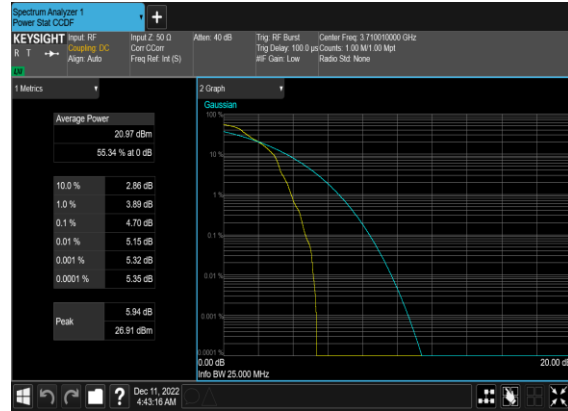 Spectrum Analyzer 1
Power Stat CCDF
+
KEYSIGHT
R T
LXI
Input: RF
Coupling: DC
Align: Auto
Input Z: 50 Ω
Corr CCorr
Freq Ref: Int (S)
Atten: 40 dB
Trig: RF Burst
Trig Delay: 100.0 µs
#IF Gain: Low
Center Freq: 3.710010000 GHz
Counts: 1.00 M/1.00 Mpt
Radio Std: None
1 Metrics
Average Power
20.97 dBm
55.34 % at 0 dB
10.0 % 2.86 dB
1.0 % 3.89 dB
0.1 % 4.70 dB
0.01 % 5.15 dB
0.001 % 5.32 dB
0.0001 % 5.35 dB
Peak
5.94 dB
26.91 dBm
2 Graph
Gaussian
100 %
10 %
1 %
0.1 %
0.01 %
0.001 %
0.0001 %
0.00 dB
20.00 dB
Info BW 25.000 MHz
?
Dec 11, 2022
4:43:16 AM